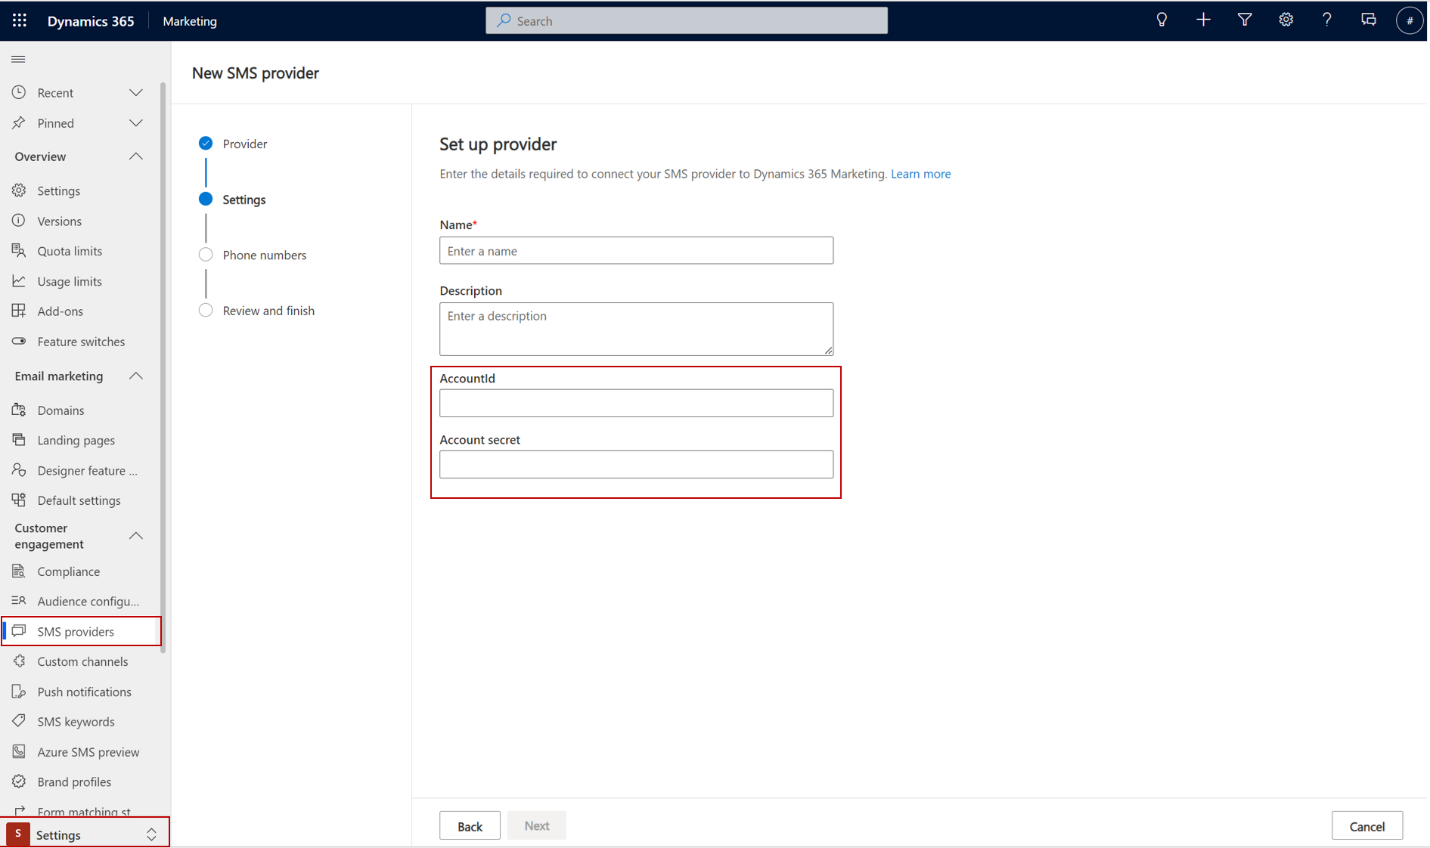 Dynamics 365
Marketing
Search
#
New SMS provider
Recent
Pinned
Overview
Settings
Versions
Quota limits
Usage limits
Add-ons
Feature switches
Email marketing
Domains
Landing pages
Designer feature ...
Default settings
Customer
engagement
Compliance
Audience configu...
SMS providers
Custom channels
Push notifications
SMS keywords
Azure SMS preview
Brand profiles
Form matching st
S
Settings
Provider
Settings
Phone numbers
Review and finish
Set up provider
Enter the details required to connect your SMS provider to Dynamics 365 Marketing. Learn more
Name*
Enter a name
Description
Enter a description
AccountId
Account secret
Back
Next
Cancel